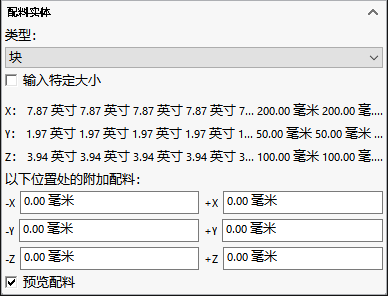 配料实体
类型:
块
输入特定大小
X: 7.87 英寸 7.87 英寸 7.87 英寸 7.87 英寸 7... 200.00 毫米 200.00 毫....
Y: 1.97 英寸 1.97 英寸 1.97 英寸 1.97 英寸 1... 50.00 毫米 50.00 毫米 ...
Z: 3.94 英寸 3.94 英寸 3.94 英寸 3.94 英寸 3... 100.00 毫米 100.00 毫....
以下位置处的附加配料:
-X 0.00 毫米 +X 0.00 毫米
-Y 0.00 毫米 +Y 0.00 毫米
-Z 0.00 毫米 +Z 0.00 毫米
预览配料